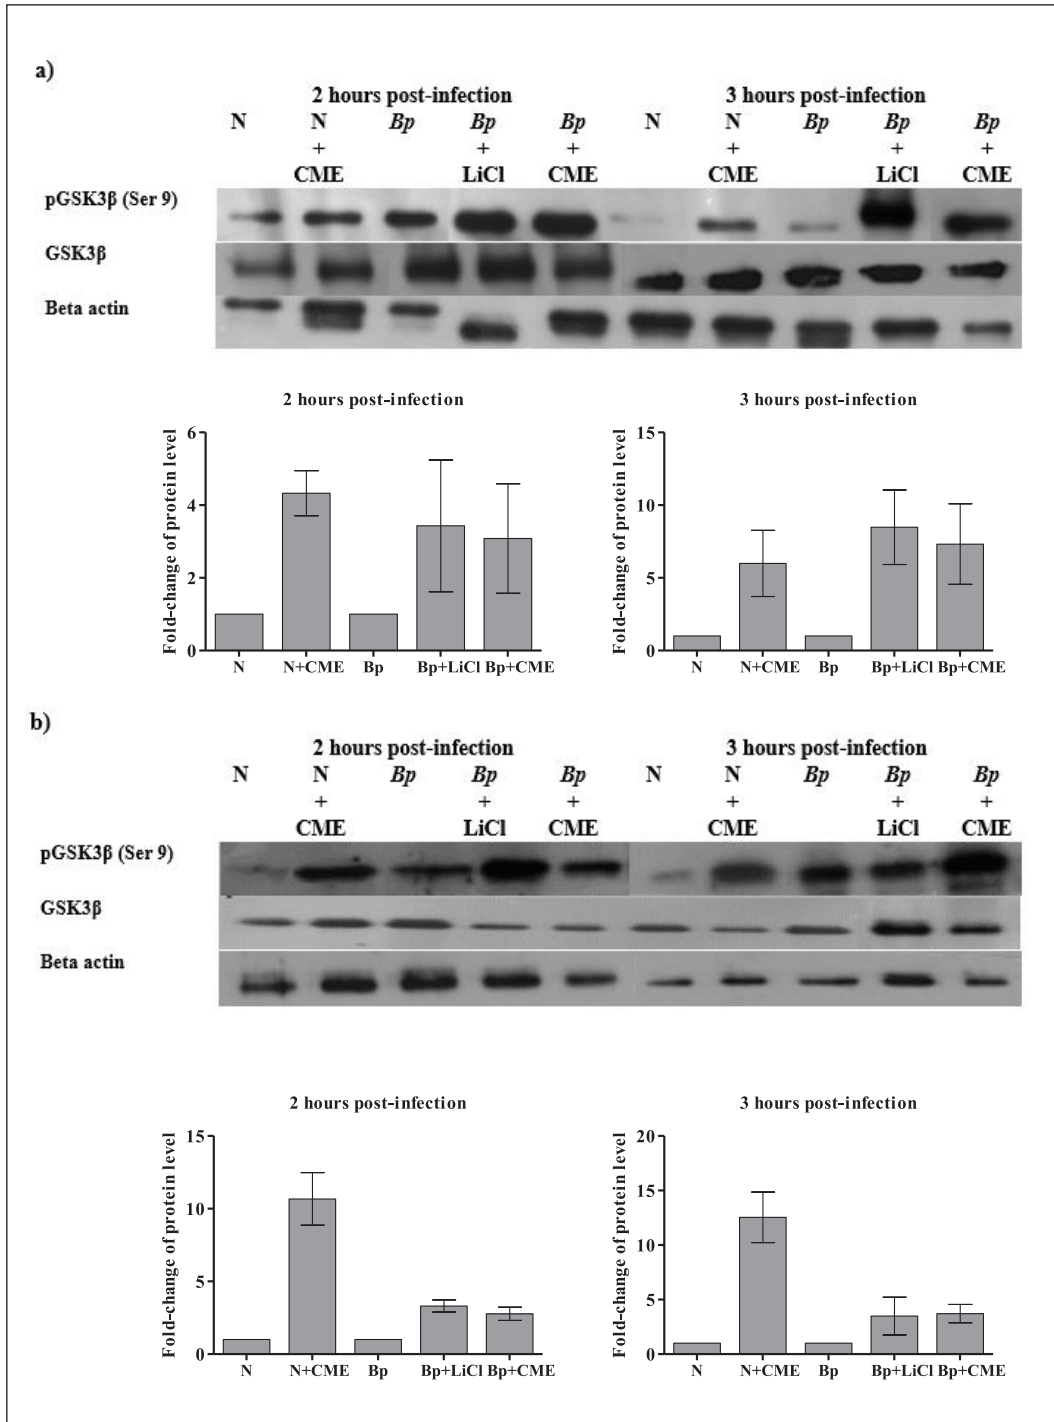 a)
2 hours post-infection 3 hours post-infection
N N Bp Bp Bp N N Bp Bp Bp
+ + + + + +
CME LiCl CME CME LiCl CME
pGSK3β (Ser 9)
GSK3β
Beta actin
2 hours post-infection
Fold-change of protein level
6
4
2
0
N N+CME Bp Bp+LiCl Bp+CME
3 hours post-infection
Fold-change of protein level
15
10
5
0
N N+CME Bp Bp+LiCl Bp+CME
b)
2 hours post-infection 3 hours post-infection
N N Bp Bp Bp N N Bp Bp Bp
+ + + + + +
CME LiCl CME CME LiCl CME
pGSK3β (Ser 9)
GSK3β
Beta actin
2 hours post-infection
Fold-change of protein level
15
10
5
0
N N+CME Bp Bp+LiCl Bp+CME
3 hours post-infection
Fold-change of protein level
20
15
10
5
0
N N+CME Bp Bp+LiCl Bp+CME